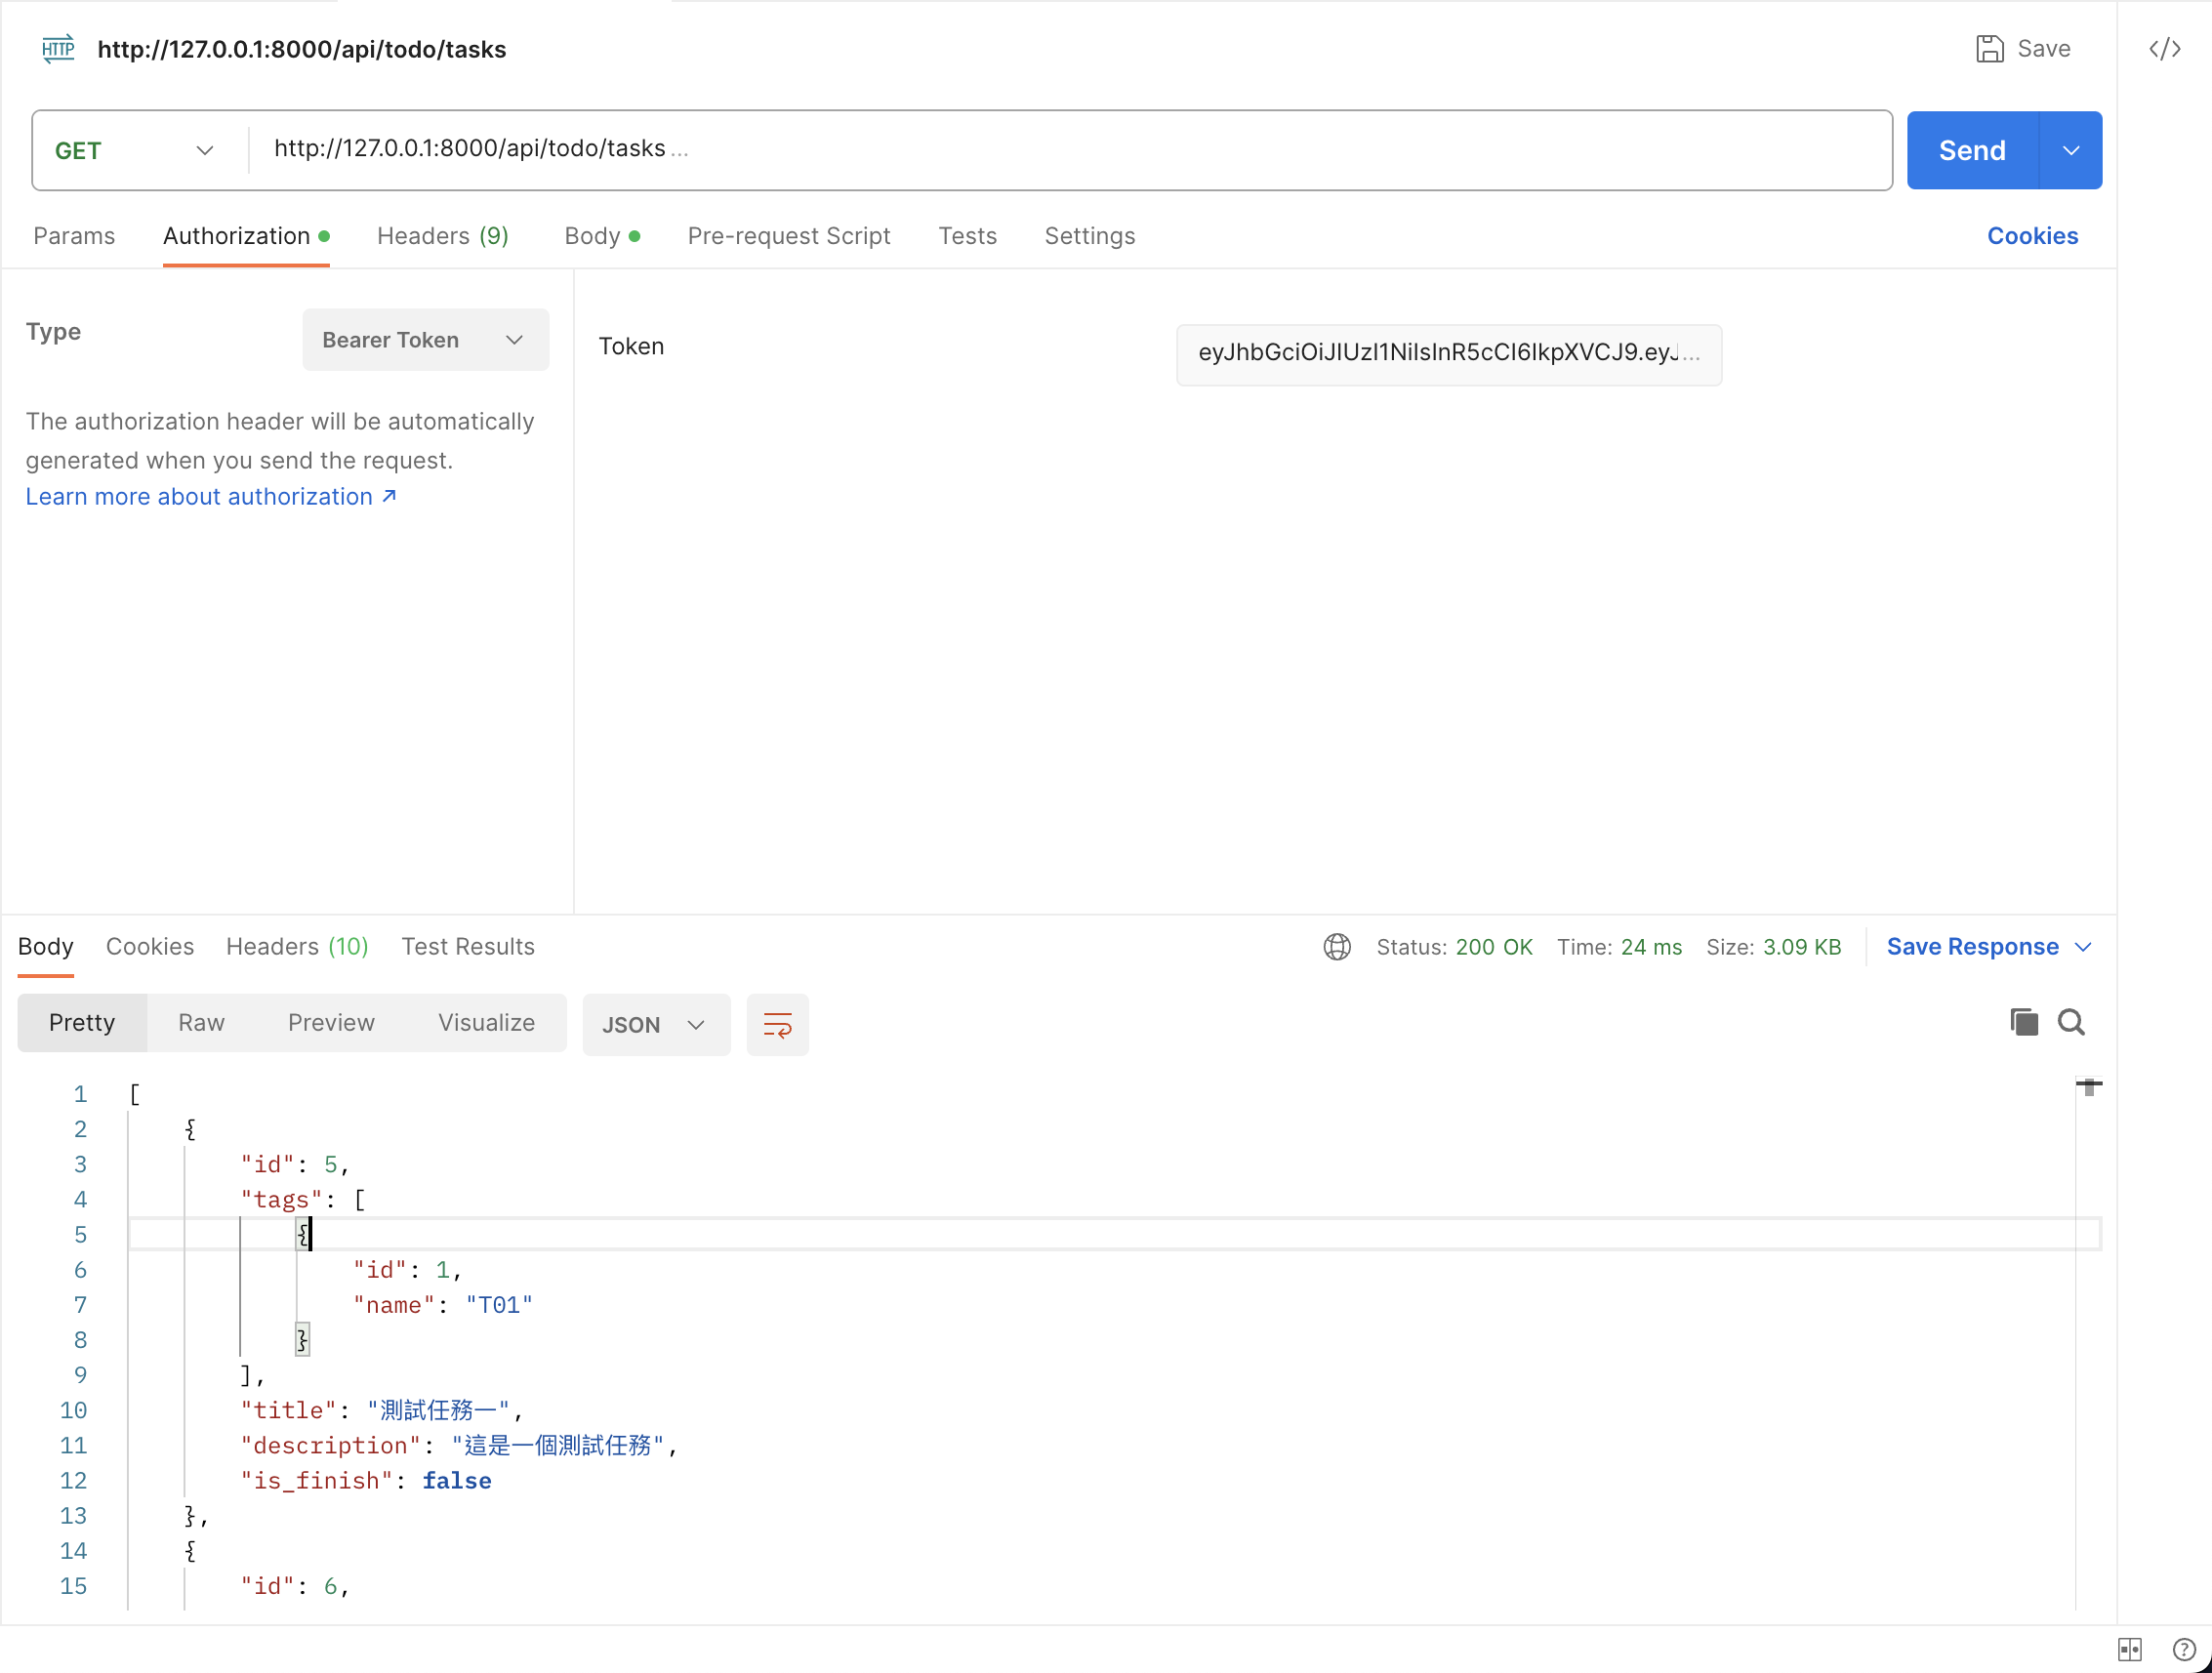 HTTP http://127.0.0.1:8000/api/todo/tasks Save </>
GET http://127.0.0.1:8000/api/todo/tasks ... Send
Params Authorization Headers (9) Body Pre-request Script Tests Settings Cookies
Type Bearer Token
Token eyJhbGciOiJIUzI1NiIsInR5cCI6IkpXVCJ9.eyJ...
The authorization header will be automatically
generated when you send the request.
Learn more about authorization ↗
Body Cookies Headers (10) Test Results Status: 200 OK Time: 24 ms Size: 3.09 KB Save Response
Pretty Raw Preview Visualize JSON
1 [
2 {
3 "id": 5,
4 "tags": [
5 {
6 "id": 1,
7 "name": "T01"
8 }
9 ],
10 "title": "測試任務一",
11 "description": "這是一個測試任務",
12 "is_finish": false
13 },
14 {
15 "id": 6,